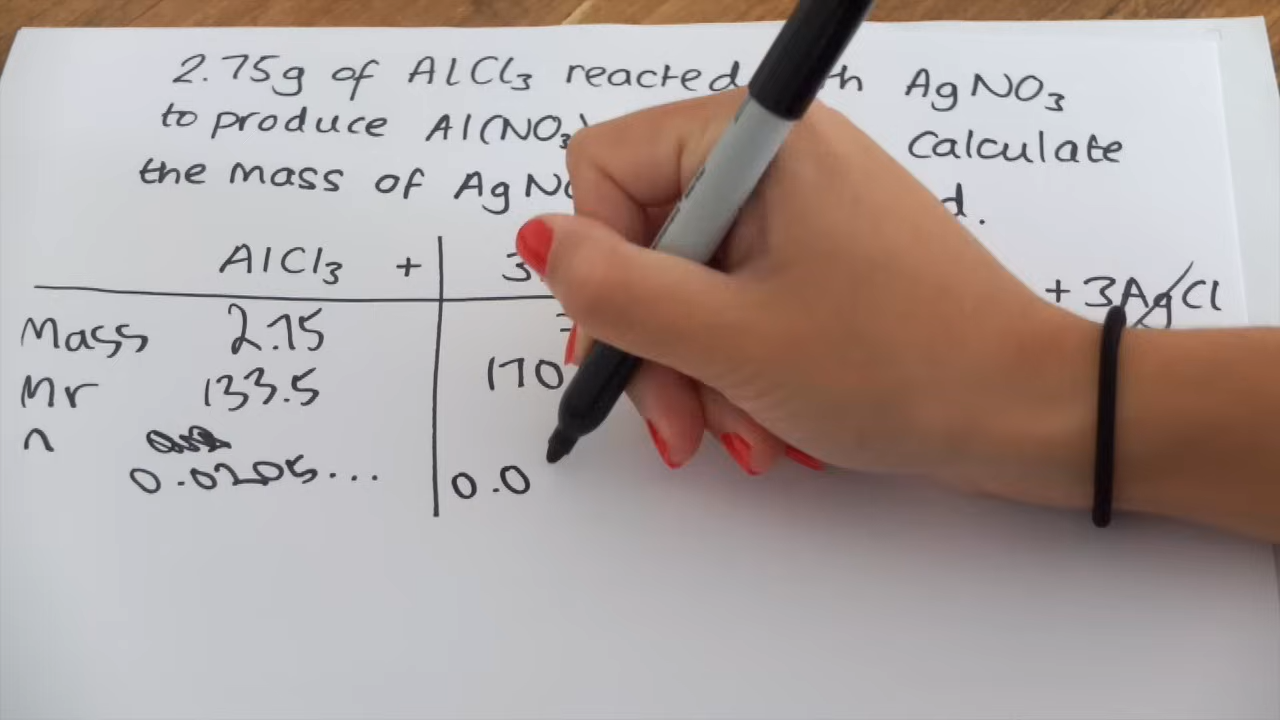 2.75g of AlCl3 reacted AgNO3
to produce Al(NO3) Calculate
the mass of
AlCl3 + + 3AgCl
Mass 2.75
Mr 133.5 170
n
0.0205... 0.0